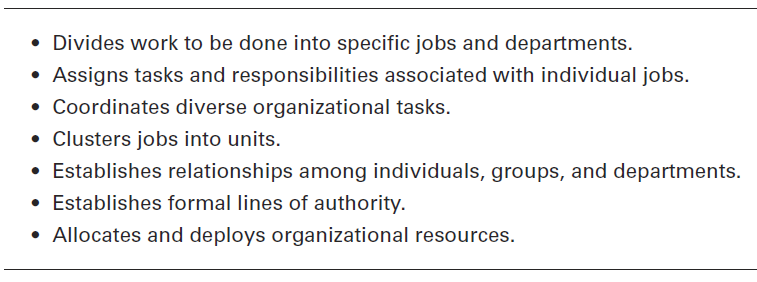 • Divides work to be done into specific jobs and departments.
• Assigns tasks and responsibilities associated with individual jobs.
• Coordinates diverse organizational tasks.
• Clusters jobs into units.
• Establishes relationships among individuals, groups, and departments.
• Establishes formal lines of authority.
• Allocates and deploys organizational resources.